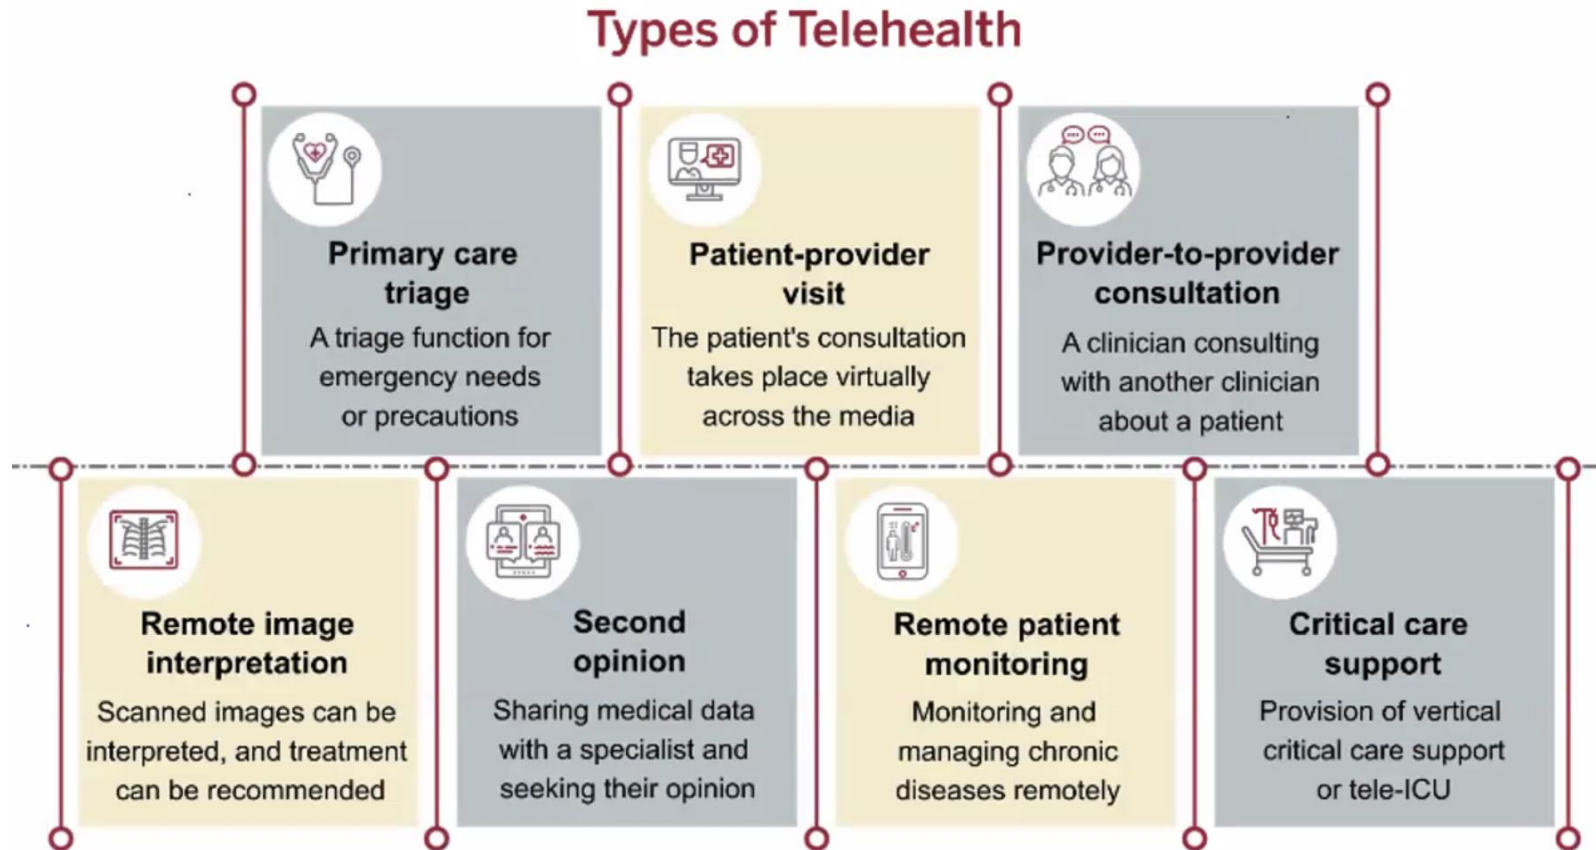 Types of Telehealth
Primary care
triage
A triage function for
emergency needs
or precautions
Patient-provider
visit
The patient's consultation
takes place virtually
across the media
Provider-to-provider
consultation
A clinician consulting
with another clinician
about a patient
Remote image
interpretation
Scanned images can be
interpreted, and treatment
can be recommended
Second
opinion
Sharing medical data
with a specialist and
seeking their opinion
Remote patient
monitoring
Monitoring and
managing chronic
diseases remotely
Critical care
support
Provision of vertical
critical care support
or tele-ICU